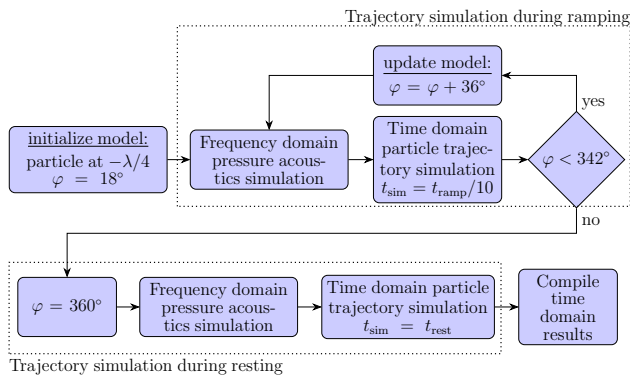 Trajectory simulation during ramping
update model:
φ = φ + 36°
yes
initialize model:
particle at −λ/4
φ = 18°
Frequency domain
pressure acous-
tics simulation
Time domain
particle trajec-
tory simulation
t_sim = t_ramp/10
φ < 342°
no
φ = 360°
Frequency domain
pressure acous-
tics simulation
Time domain particle
trajectory simulation
t_sim = t_rest
Compile
time
domain
results
Trajectory simulation during resting